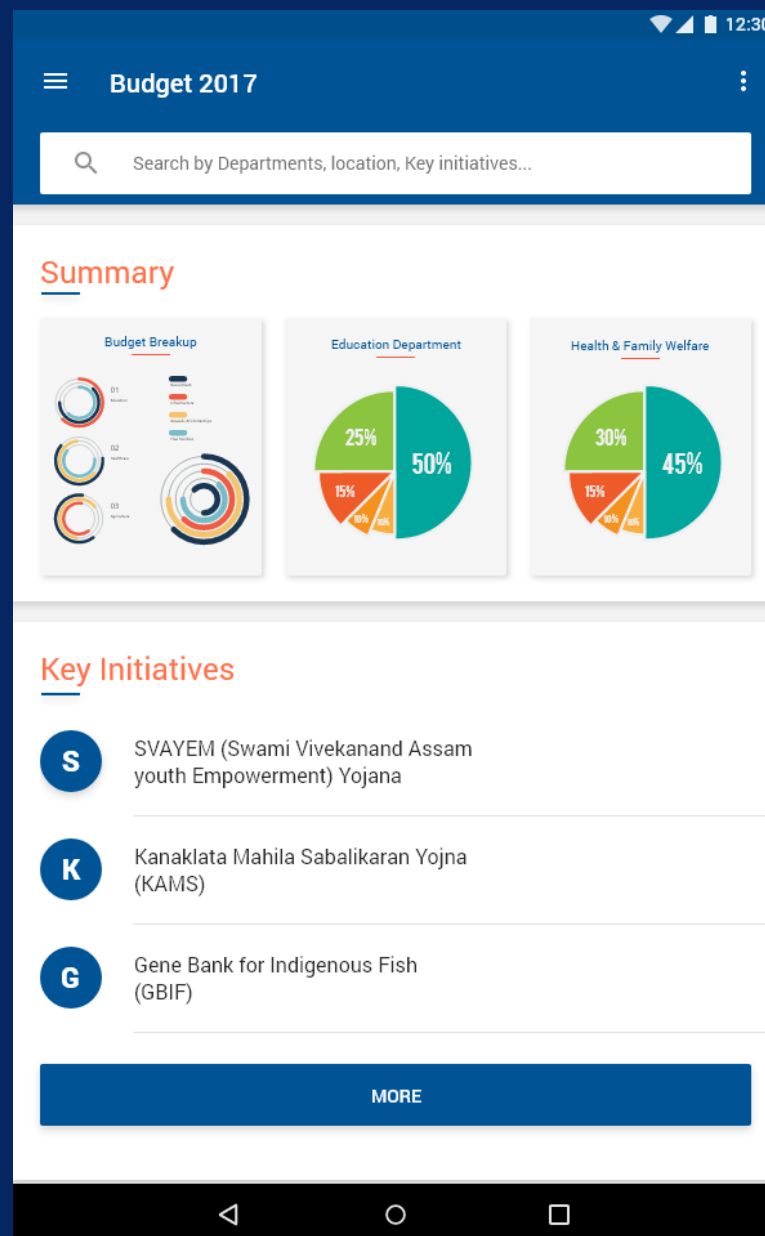 12:30
Budget 2017
Search by Departments, location, Key initiatives...
Summary
Budget Breakup
01
02
Healthcare
03
Agriculture
Education Department
25%
50%
15%
10%
10%
Health & Family Welfare
30%
45%
15%
10%
10%
Key Initiatives
S
SVAYEM (Swami Vivekanand Assam
youth Empowerment) Yojana
K
Kanaklata Mahila Sabalikaran Yojna
(KAMS)
G
Gene Bank for Indigenous Fish
(GBIF)
MORE